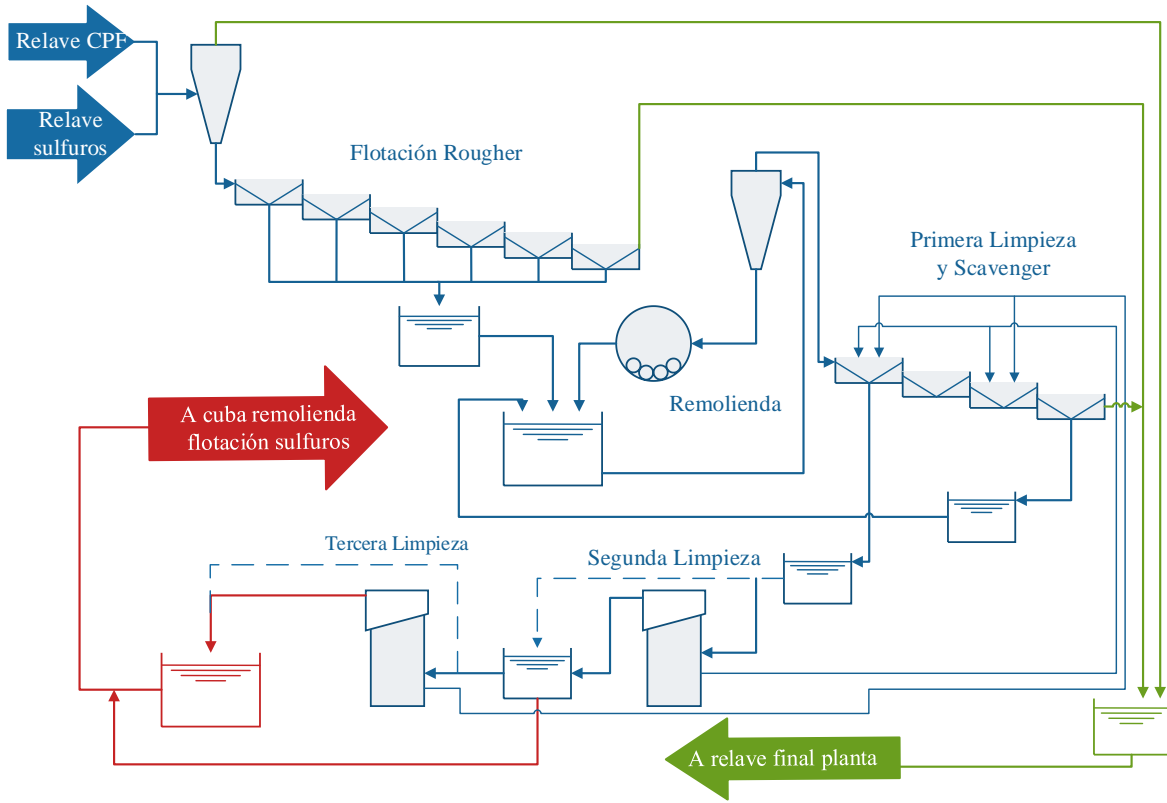 Relave CPF
Relave
sulfuros
Flotación Rougher
Primera Limpieza
y Scavenger
Remolienda
A cuba remolienda
flotación sulfuros
Tercera Limpieza
Segunda Limpieza
A relave final planta